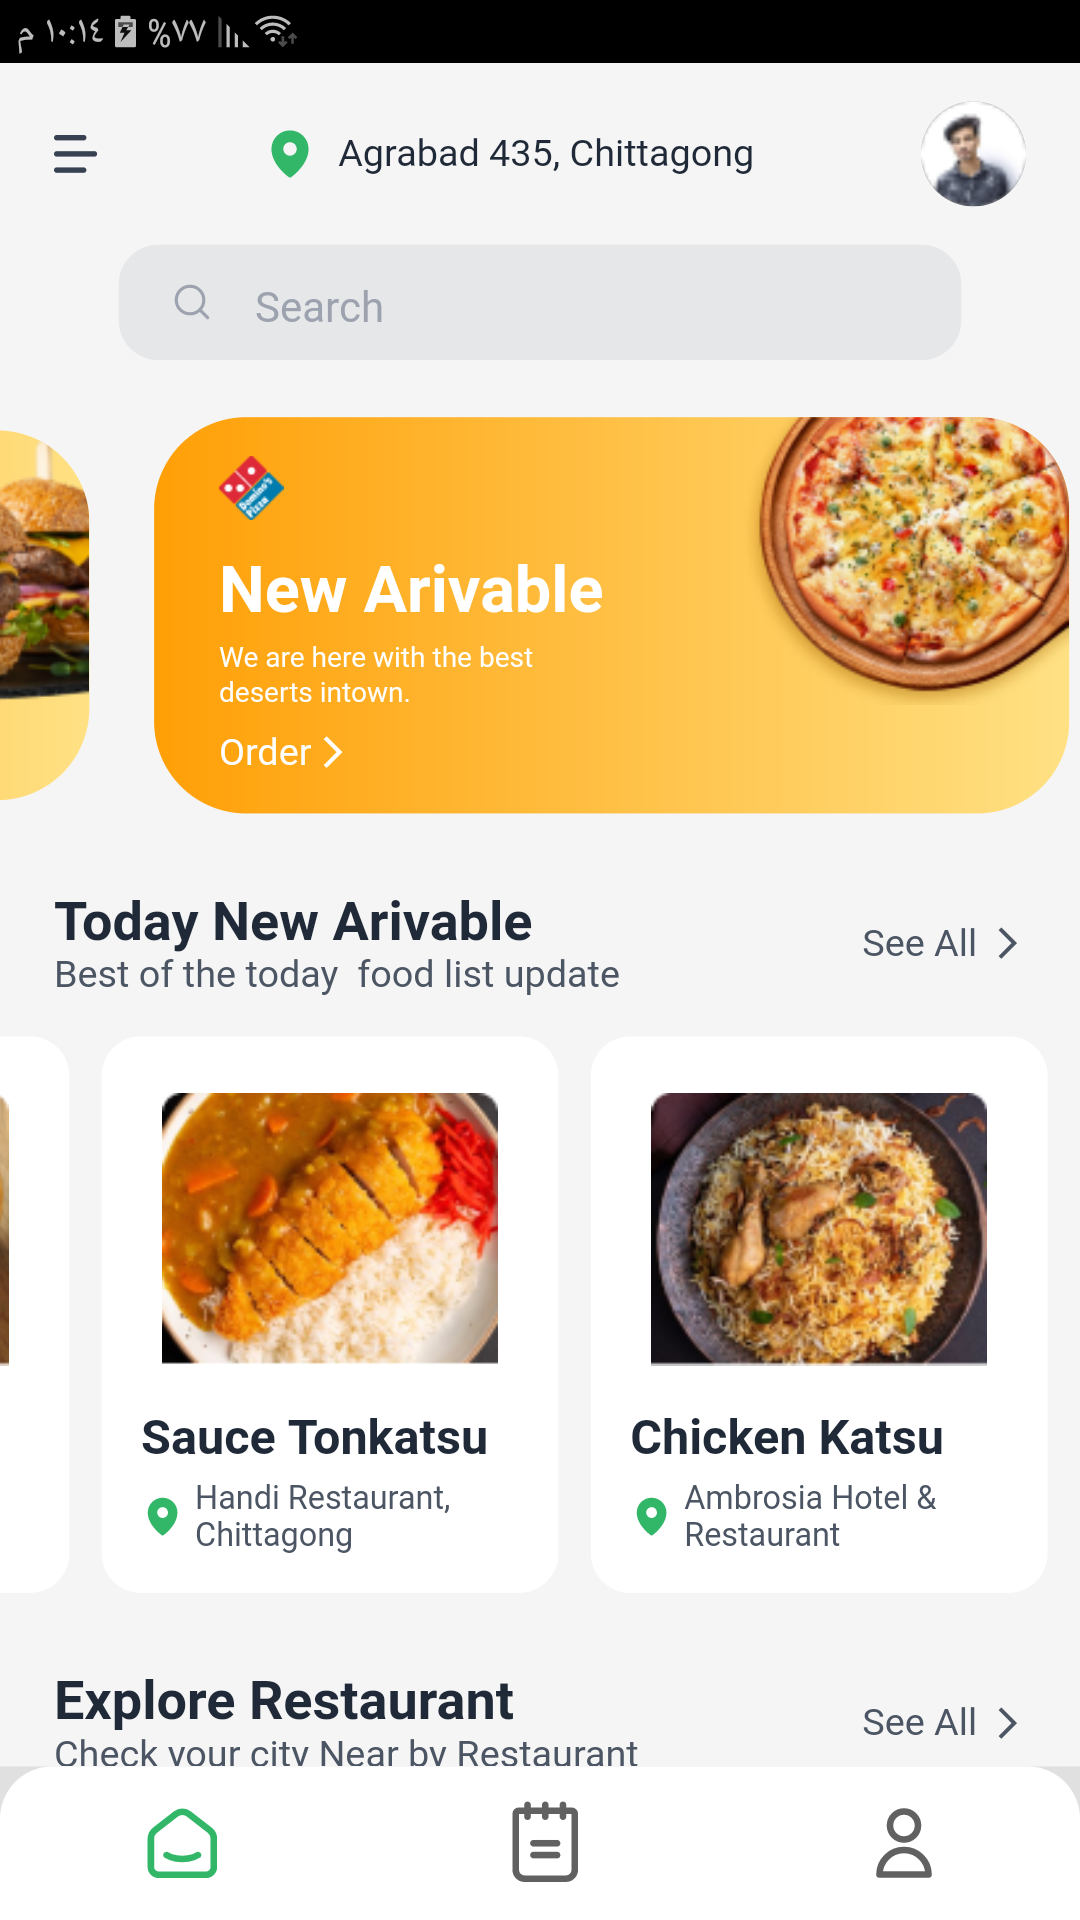 م ١٠:١٤ %٧٧
Agrabad 435, Chittagong
Search
Domino's
Pizza
New Arivable
We are here with the best
deserts intown.
Order
Today New Arivable
See All
Best of the today  food list update
Sauce Tonkatsu
Handi Restaurant,
Chittagong
Chicken Katsu
Ambrosia Hotel &
Restaurant
Explore Restaurant
See All
Check your city Near by Restaurant